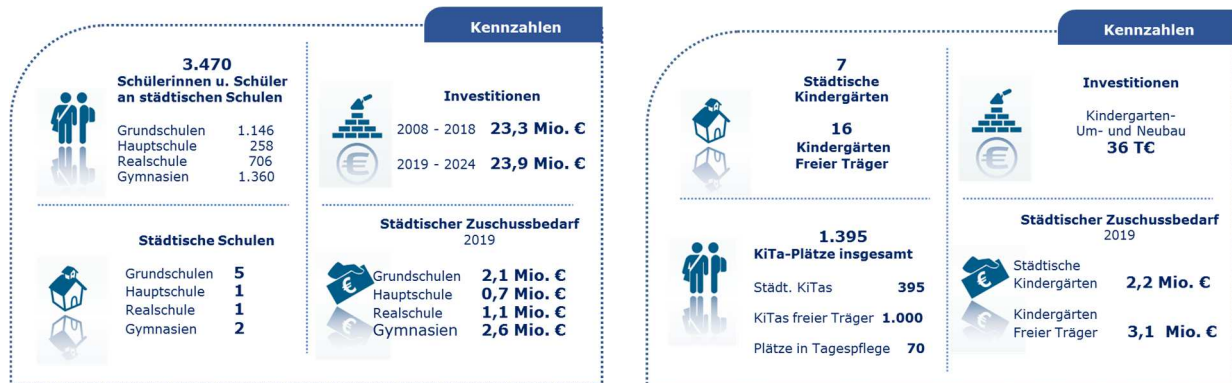 Kennzahlen
3.470
Schülerinnen u. Schüler
an städtischen Schulen
Grundschulen 1.146
Hauptschule 258
Realschule 706
Gymnasien 1.360
Investitionen
2008 - 2018 23,3 Mio. €
2019 - 2024 23,9 Mio. €
€
Städtische Schulen
Grundschulen 5
Hauptschule 1
Realschule 1
Gymnasien 2
Städtischer Zuschussbedarf
2019
€
Grundschulen 2,1 Mio. €
Hauptschule 0,7 Mio. €
Realschule 1,1 Mio. €
Gymnasien 2,6 Mio. €
Kennzahlen
7
Städtische
Kindergärten
16
Kindergärten
Freier Träger
Investitionen
Kindergarten-
Um- und Neubau
36 T€
€
1.395
KiTa-Plätze insgesamt
Städt. KiTas 395
KiTas freier Träger 1.000
Plätze in Tagespflege 70
Städtischer Zuschussbedarf
2019
€
Städtische
Kindergärten 2,2 Mio. €
Kindergärten
Freier Träger 3,1 Mio. €